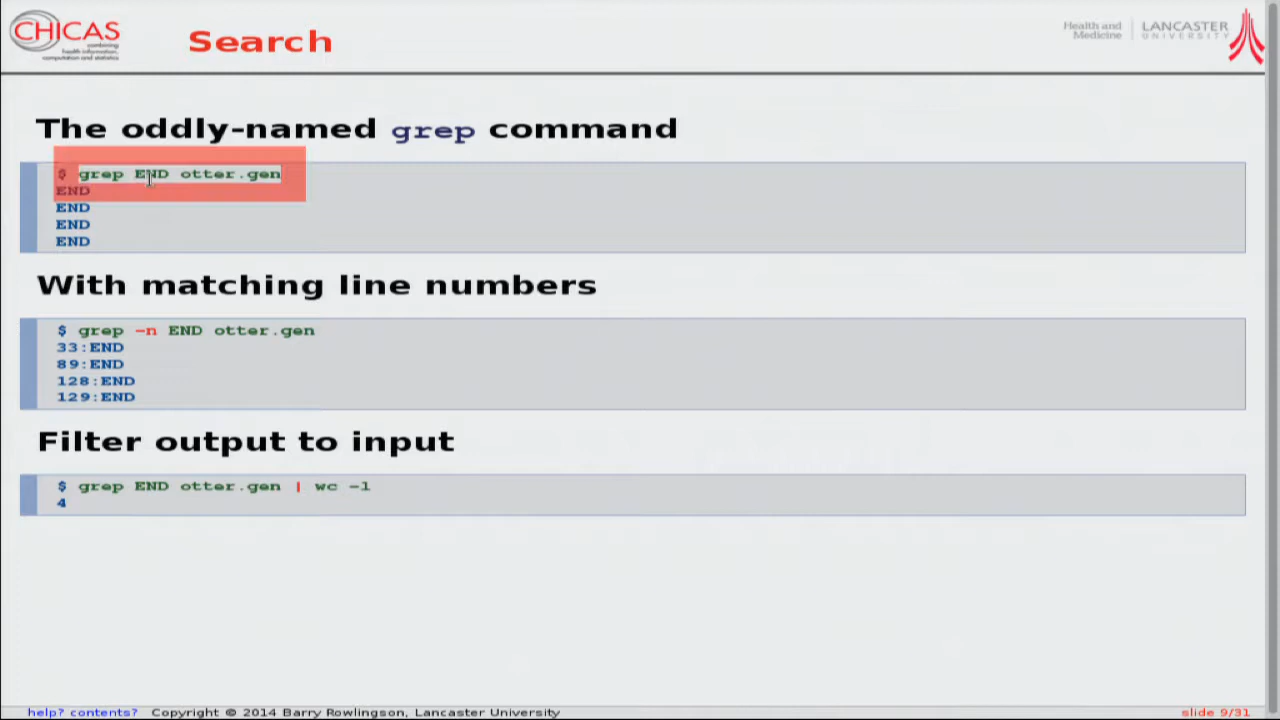 CHICAS
combining
health information,
computation and statistics
Search
Health and
Medicine
LANCASTER
UNIVERSITY
The oddly-named grep command
$ grep END otter.gen
END
END
END
END
With matching line numbers
$ grep -n END otter.gen
33:END
89:END
128:END
129:END
Filter output to input
$ grep END otter.gen | wc -l
4
help? contents? Copyright © 2014 Barry Rowlingson, Lancaster University
slide 9/31